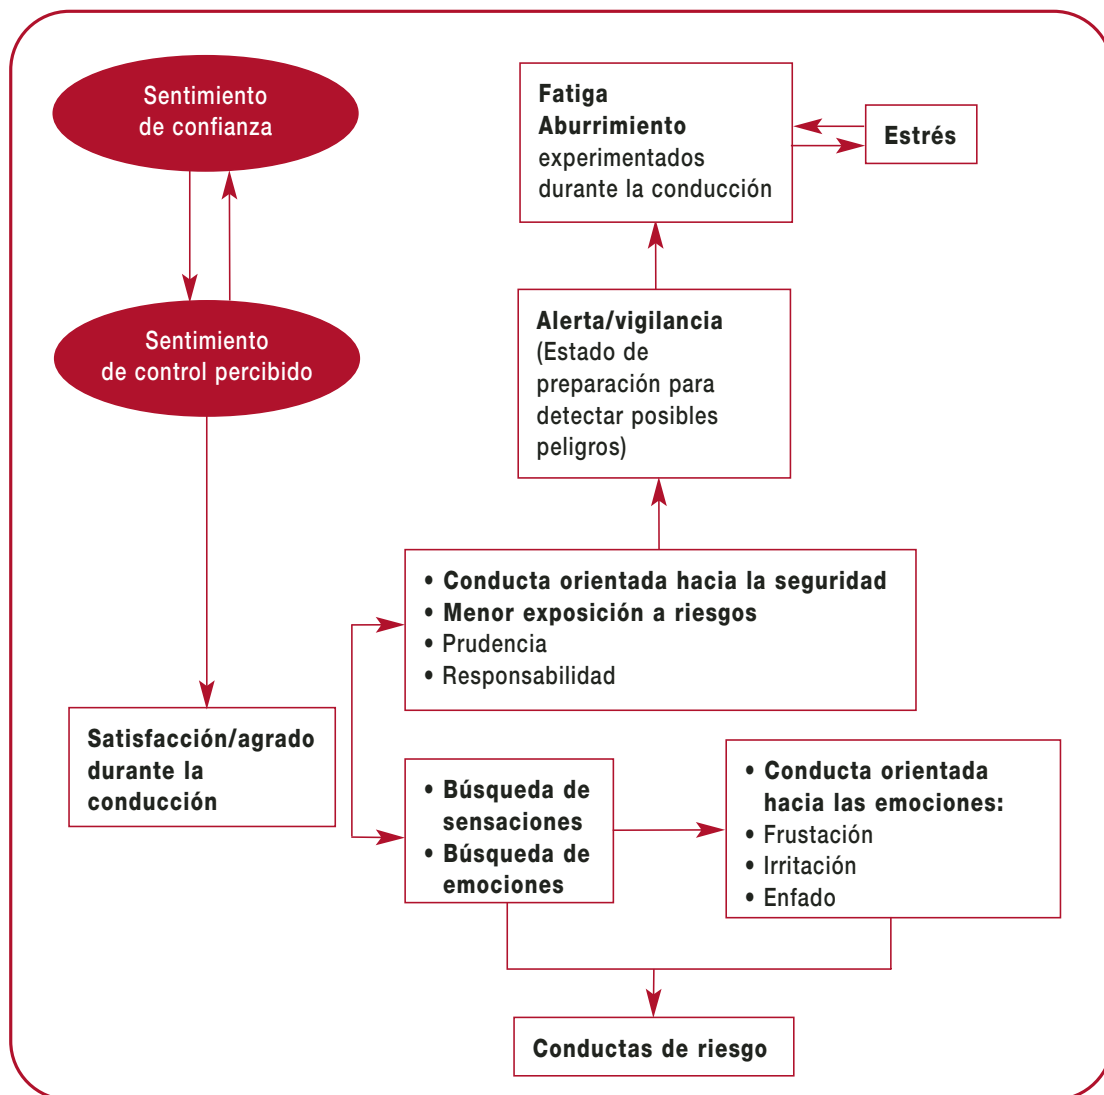 Sentimiento
de confianza
Sentimiento
de control percibido
Satisfacción/agrado
durante la
conducción
Fatiga
Aburrimiento
experimentados
durante la conducción
Estrés
Alerta/vigilancia
(Estado de
preparación para
detectar posibles
peligros)
• Conducta orientada hacia la seguridad
• Menor exposición a riesgos
• Prudencia
• Responsabilidad
• Búsqueda de
sensaciones
• Búsqueda de
emociones
• Conducta orientada
hacia las emociones:
• Frustación
• Irritación
• Enfado
Conductas de riesgo